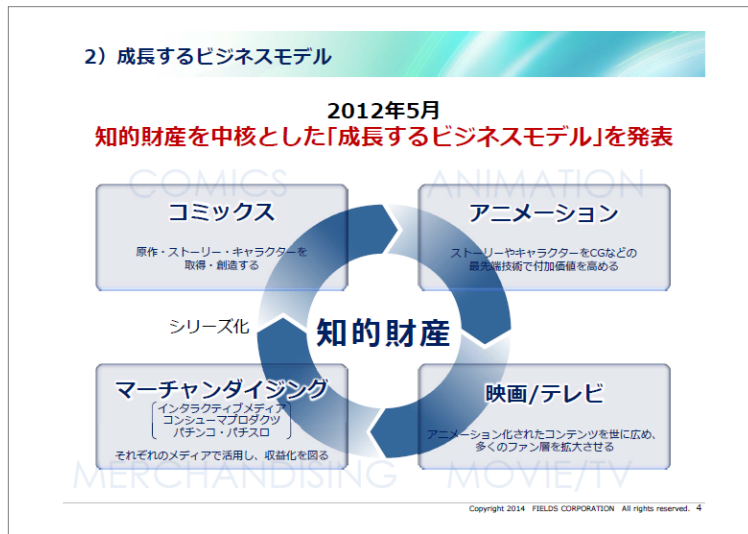 2）成長するビジネスモデル
2012年5月
知的財産を中核とした「成長するビジネスモデル」を発表
COMICS
コミックス
原作・ストーリー・キャラクターを
取得・創造する
ANIMATION
アニメーション
ストーリーやキャラクターをCGなどの
最先端技術で付加価値を高める
シリーズ化
知的財産
マーチャンダイジング
インタラクティブメディア
コンシューマプロダクツ
パチンコ・パチスロ
それぞれのメディアで活用し、収益化を図る
MERCHANDISING
映画/テレビ
アニメーション化されたコンテンツを世に広め、
多くのファン層を拡大させる
MOVIE/TV
Copyright 2014 FIELDS CORPORATION All rights reserved. 4